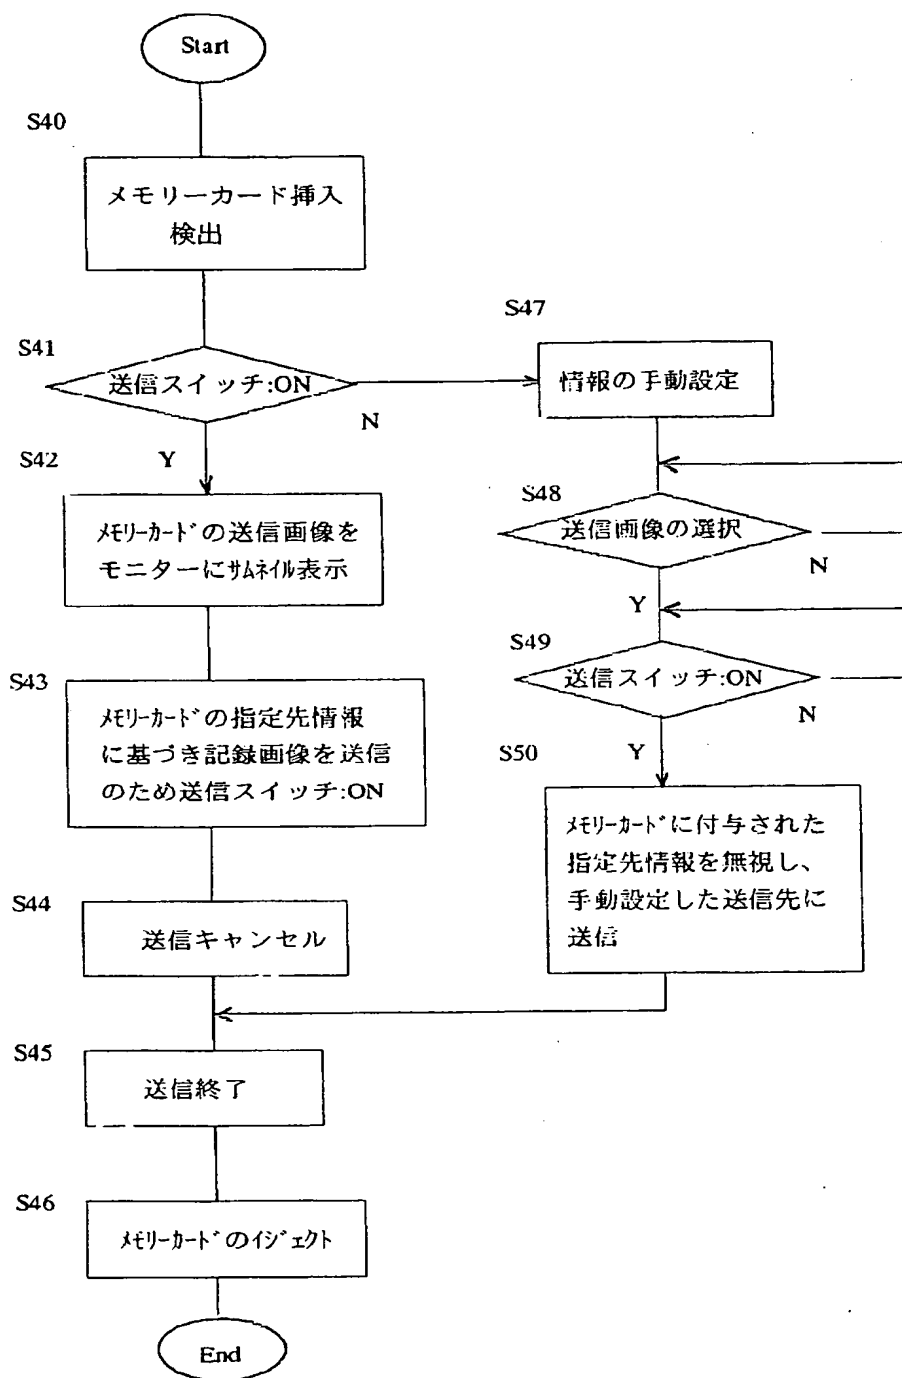 Start
S40
メモリーカード挿入
検出
S41
送信スイッチ:ON
N
Y
S42
ﾒﾓﾘｰｶｰﾄﾞの送信画像を
モニターにｻﾑﾈｲﾙ表示
S43
ﾒﾓﾘｰｶｰﾄﾞの指定先情報
に基づき記録画像を送信
のため送信スイッチ:ON
S44
送信キャンセル
S45
送信終了
S46
ﾒﾓﾘｰｶｰﾄﾞのｲｼﾞｪｸﾄ
End
S47
情報の手動設定
S48
送信画像の選択
N
Y
S49
送信スイッチ:ON
N
Y
S50
ﾒﾓﾘｰｶｰﾄﾞに付与された
指定先情報を無視し、
手動設定した送信先に
送信